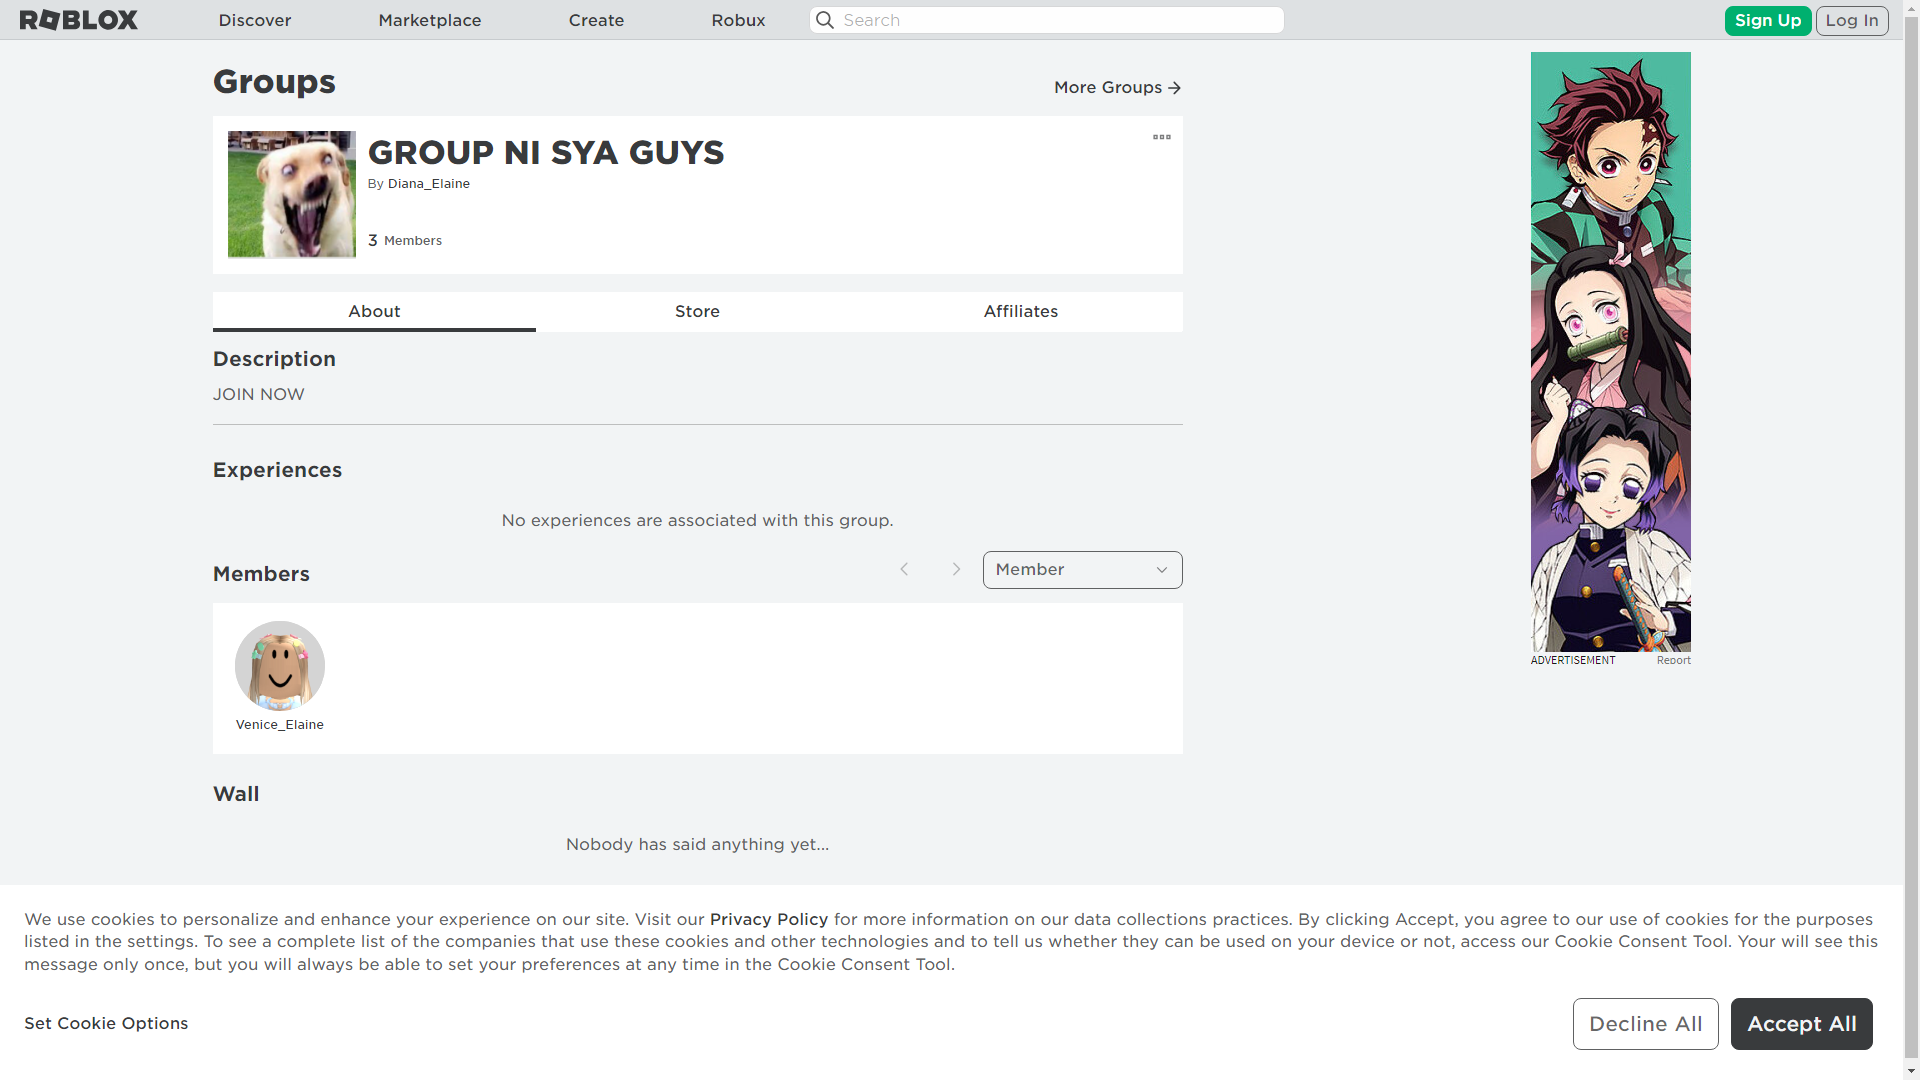 ROBLOX
Discover
Marketplace
Create
Robux
Search
Sign Up
Log In
Groups
More Groups
GROUP NI SYA GUYS
By Diana_Elaine
3 Members
About
Store
Affiliates
Description
JOIN NOW
Experiences
No experiences are associated with this group.
Members
Member
Venice_Elaine
Wall
Nobody has said anything yet...
ADVERTISEMENT
Report
We use cookies to personalize and enhance your experience on our site. Visit our Privacy Policy for more information on our data collections practices. By clicking Accept, you agree to our use of cookies for the purposes
listed in the settings. To see a complete list of the companies that use these cookies and other technologies and to tell us whether they can be used on your device or not, access our Cookie Consent Tool. Your will see this
message only once, but you will always be able to set your preferences at any time in the Cookie Consent Tool.
Set Cookie Options
Decline All
Accept All